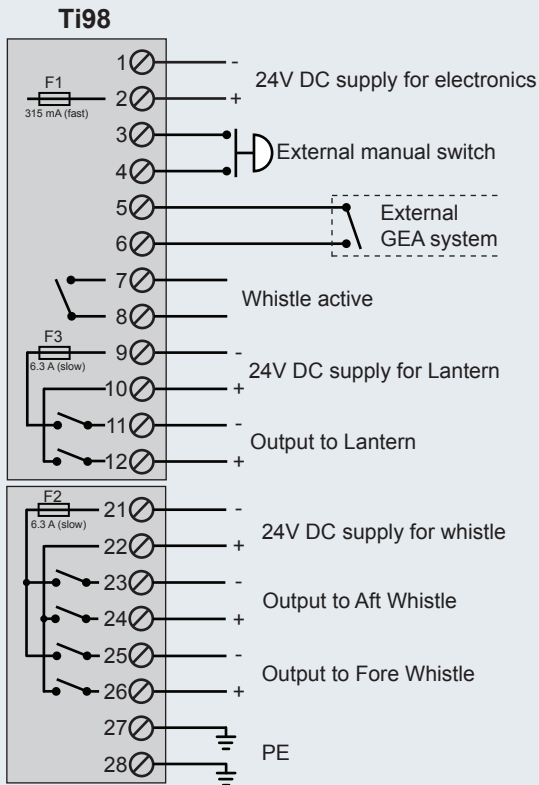 Ti98
1 -
24V DC supply for electronics
F1
315 mA (fast)
2 +
3
External manual switch
4
5
External
GEA system
6
7
Whistle active
8
F3
6.3 A (slow)
9 -
24V DC supply for Lantern
10 +
11 -
Output to Lantern
12 +
F2
6.3 A (slow)
21 -
24V DC supply for whistle
22 +
23 -
Output to Aft Whistle
24 +
25 -
Output to Fore Whistle
26 +
27
PE
28